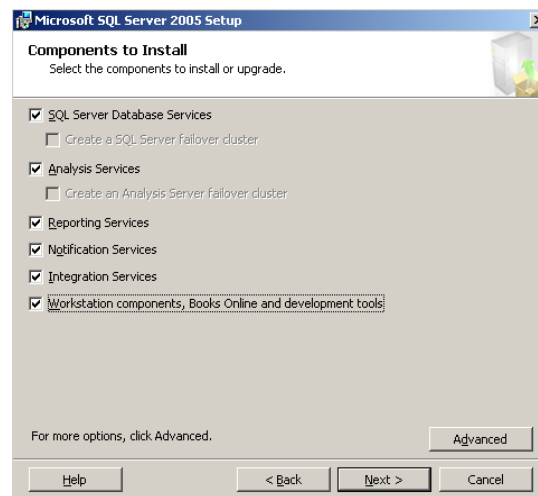 Microsoft SQL Server 2005 Setup
Components to Install
Select the components to install or upgrade.
SQL Server Database Services
Create a SQL Server failover cluster
Analysis Services
Create an Analysis Server failover cluster
Reporting Services
Notification Services
Integration Services
Workstation components, Books Online and development tools
For more options, click Advanced.
Advanced
Help
< Back
Next >
Cancel